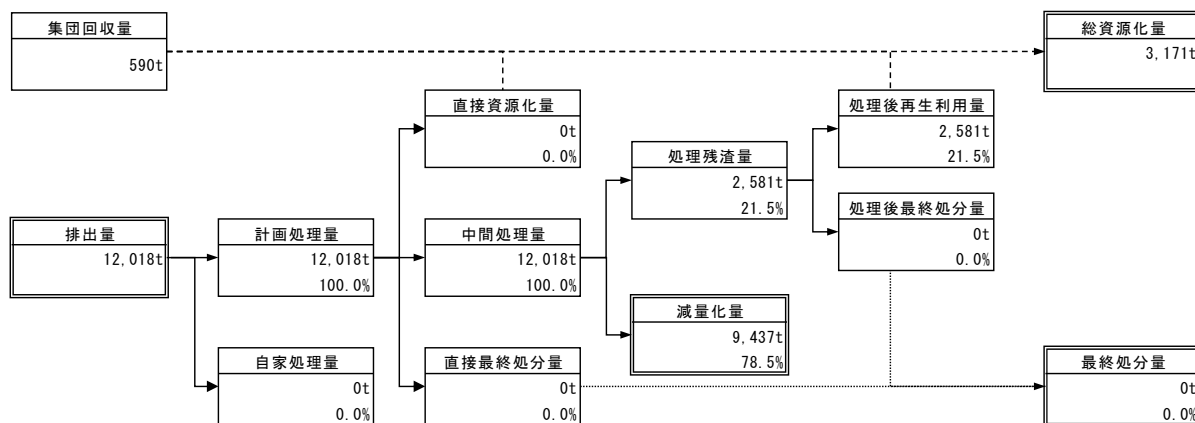 集団回収量
590t
総資源化量
3,171t
直接資源化量
0t
0.0%
処理後再生利用量
2,581t
21.5%
処理残渣量
2,581t
21.5%
処理後最終処分量
0t
0.0%
排出量
12,018t
計画処理量
12,018t
100.0%
中間処理量
12,018t
100.0%
減量化量
9,437t
78.5%
自家処理量
0t
0.0%
直接最終処分量
0t
0.0%
最終処分量
0t
0.0%